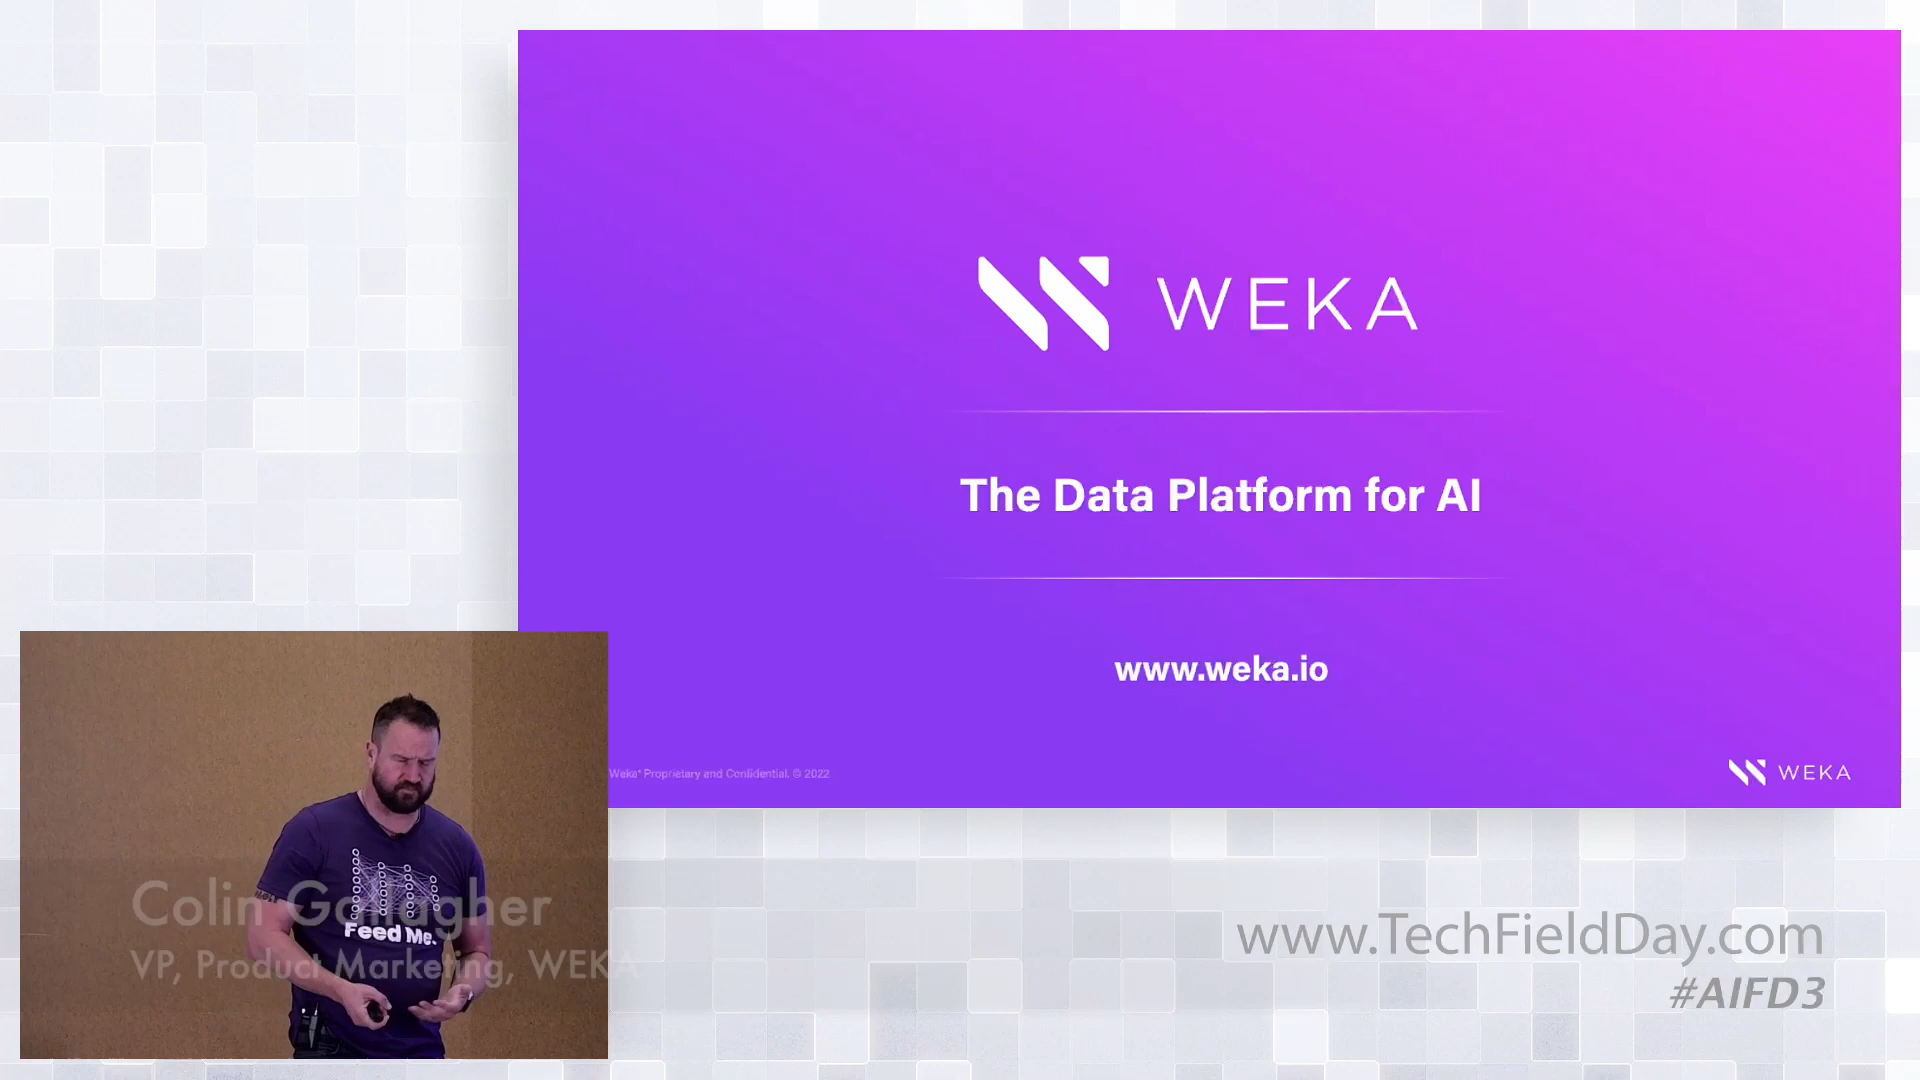 WEKA
The Data Platform for AI
www.weka.io
Weka® Proprietary and Confidential. © 2022
WEKA
Colin Gallagher
VP, Product Marketing, WEKA
Feed Me.
www.TechFieldDay.com
#AIFD3